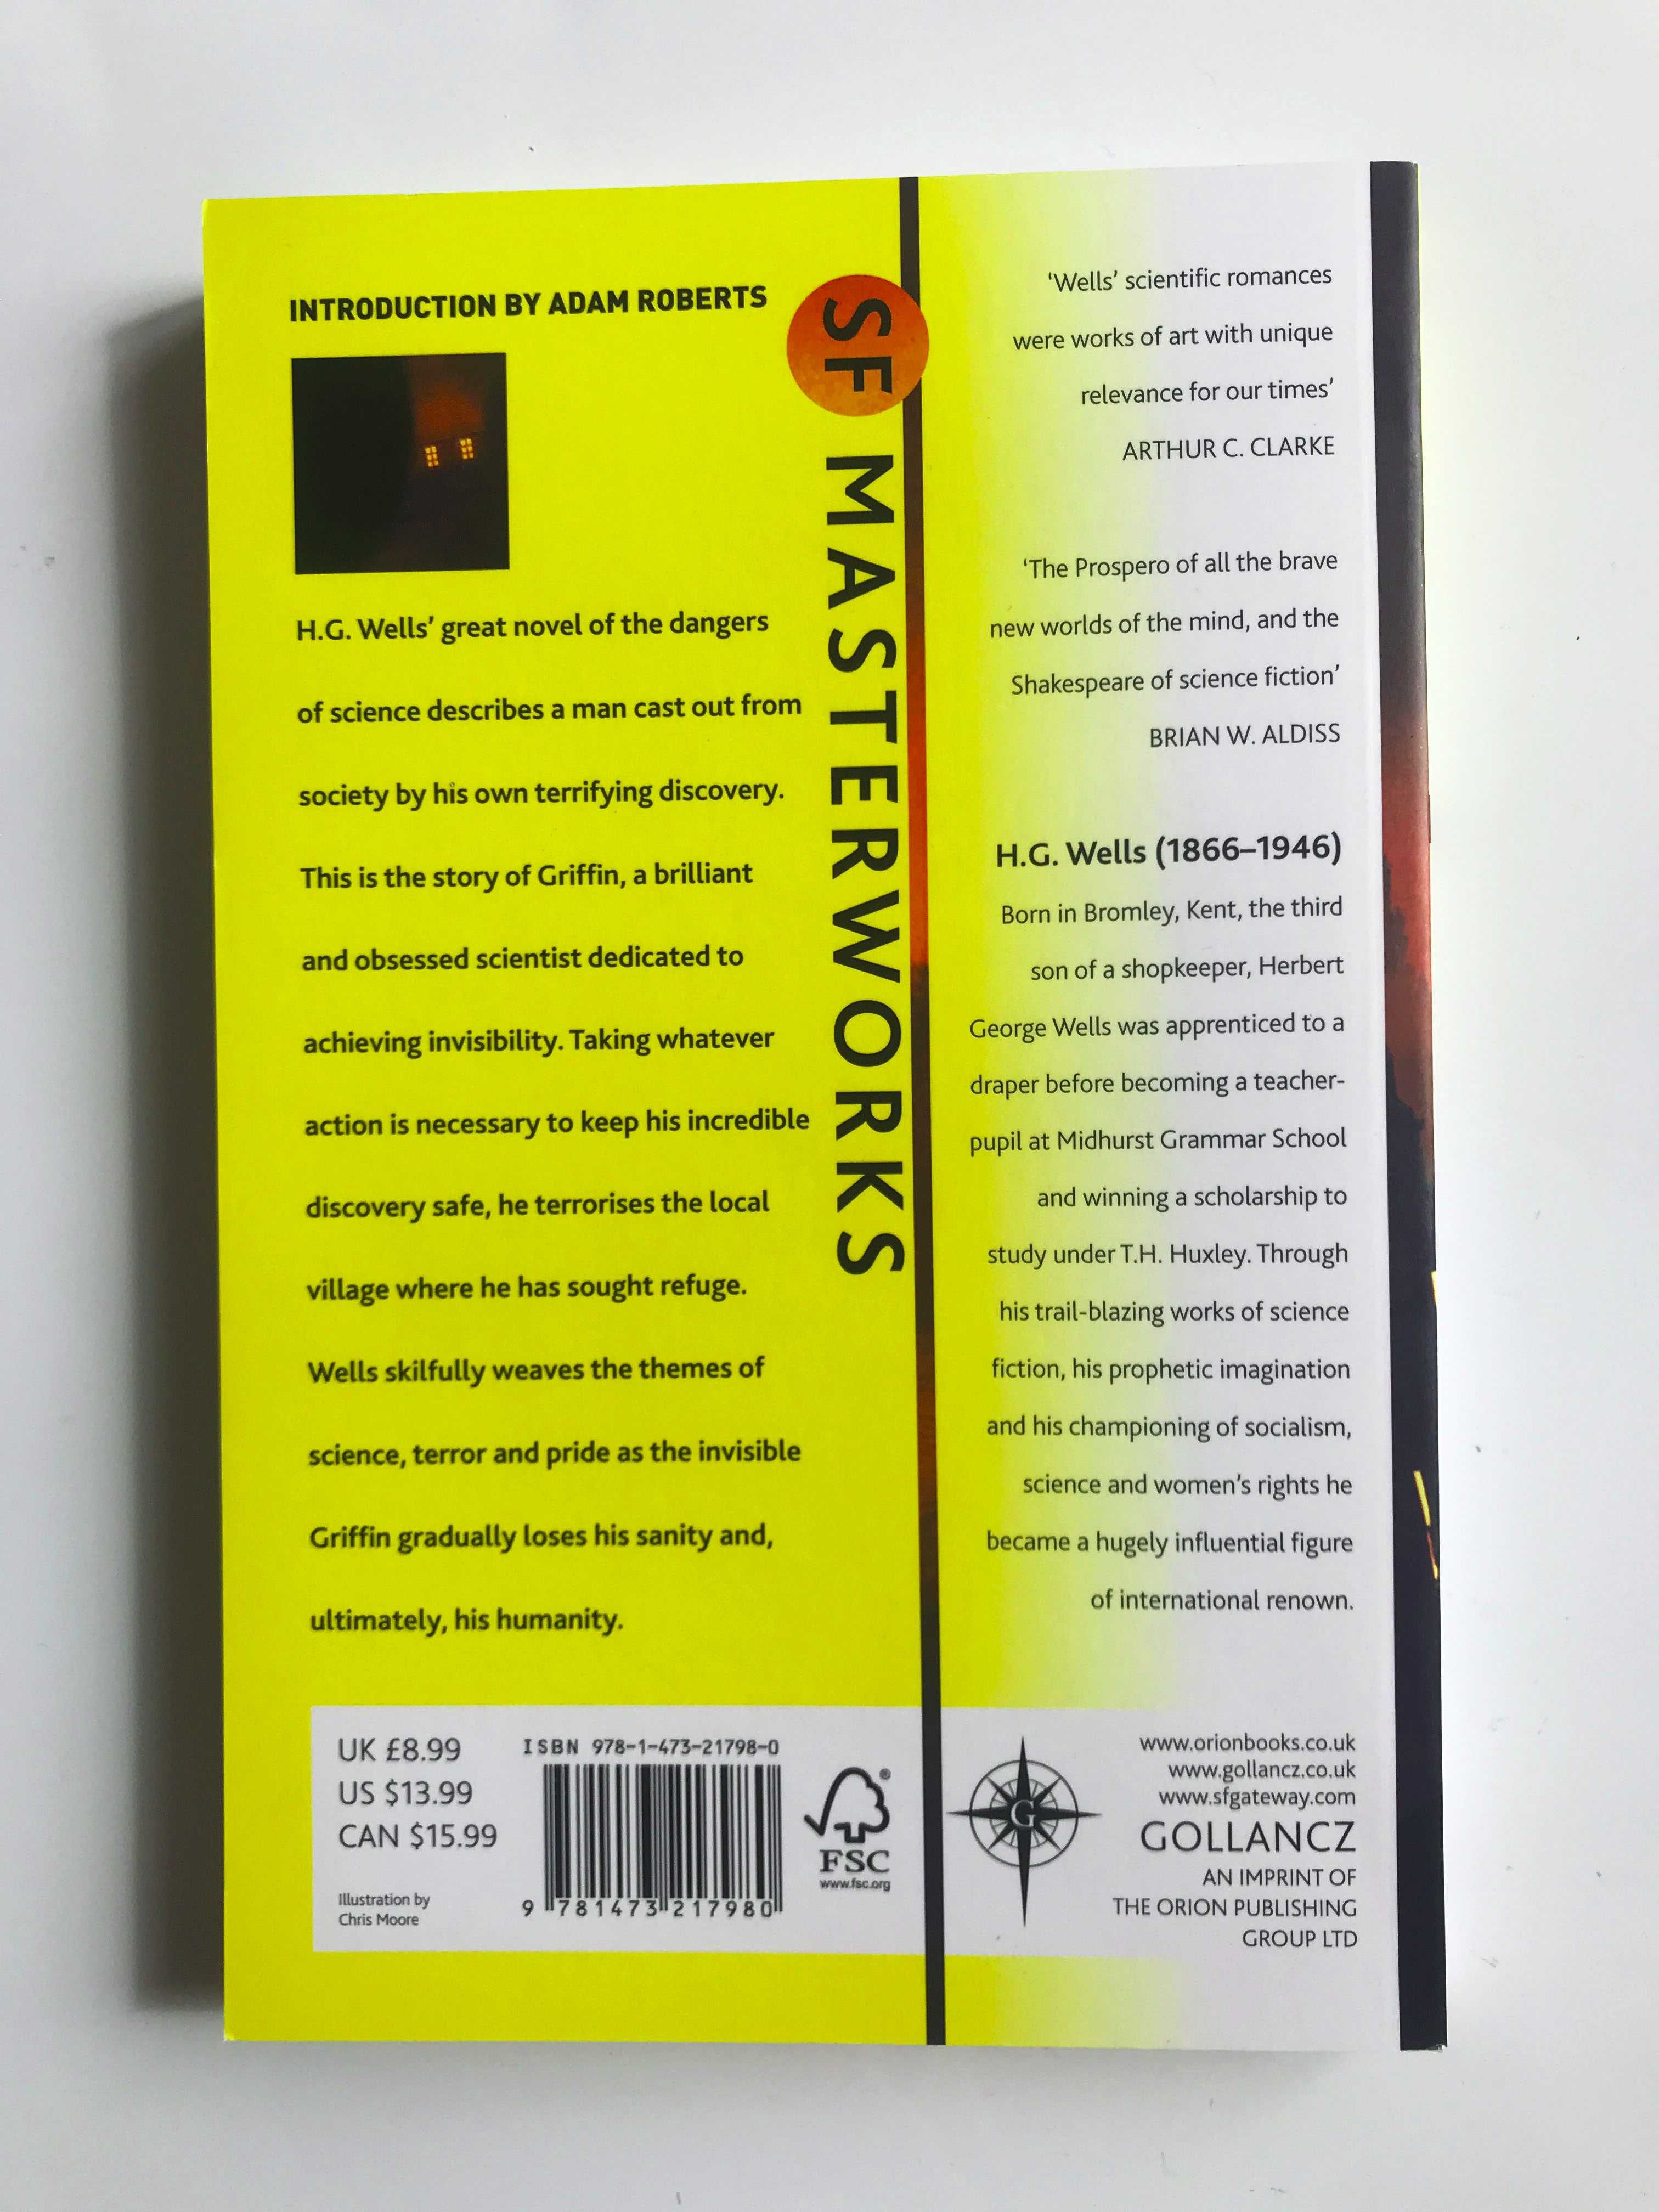 INTRODUCTION BY ADAM ROBERTS
H.G. Wells' great novel of the dangers
of science describes a man cast out from
society by his own terrifying discovery.
This is the story of Griffin, a brilliant
and obsessed scientist dedicated to
achieving invisibility. Taking whatever
action is necessary to keep his incredible
discovery safe, he terrorises the local
village where he has sought refuge.
Wells skilfully weaves the themes of
science, terror and pride as the invisible
Griffin gradually loses his sanity and,
ultimately, his humanity.
UK £8.99
US $13.99
CAN $15.99
Illustration by
Chris Moore
ISBN 978-1-473-21798-0
9 781473 217980
®
FSC
www.fsc.org
SF MASTERWORKS
'Wells' scientific romances
were works of art with unique
relevance for our times'
ARTHUR C. CLARKE
'The Prospero of all the brave
new worlds of the mind, and the
Shakespeare of science fiction'
BRIAN W. ALDISS
H.G. Wells (1866–1946)
Born in Bromley, Kent, the third
son of a shopkeeper, Herbert
George Wells was apprenticed to a
draper before becoming a teacher-
pupil at Midhurst Grammar School
and winning a scholarship to
study under T.H. Huxley. Through
his trail-blazing works of science
fiction, his prophetic imagination
and his championing of socialism,
science and women's rights he
became a hugely influential figure
of international renown.
G
www.orionbooks.co.uk
www.gollancz.co.uk
www.sfgateway.com
GOLLANCZ
AN IMPRINT OF
THE ORION PUBLISHING
GROUP LTD